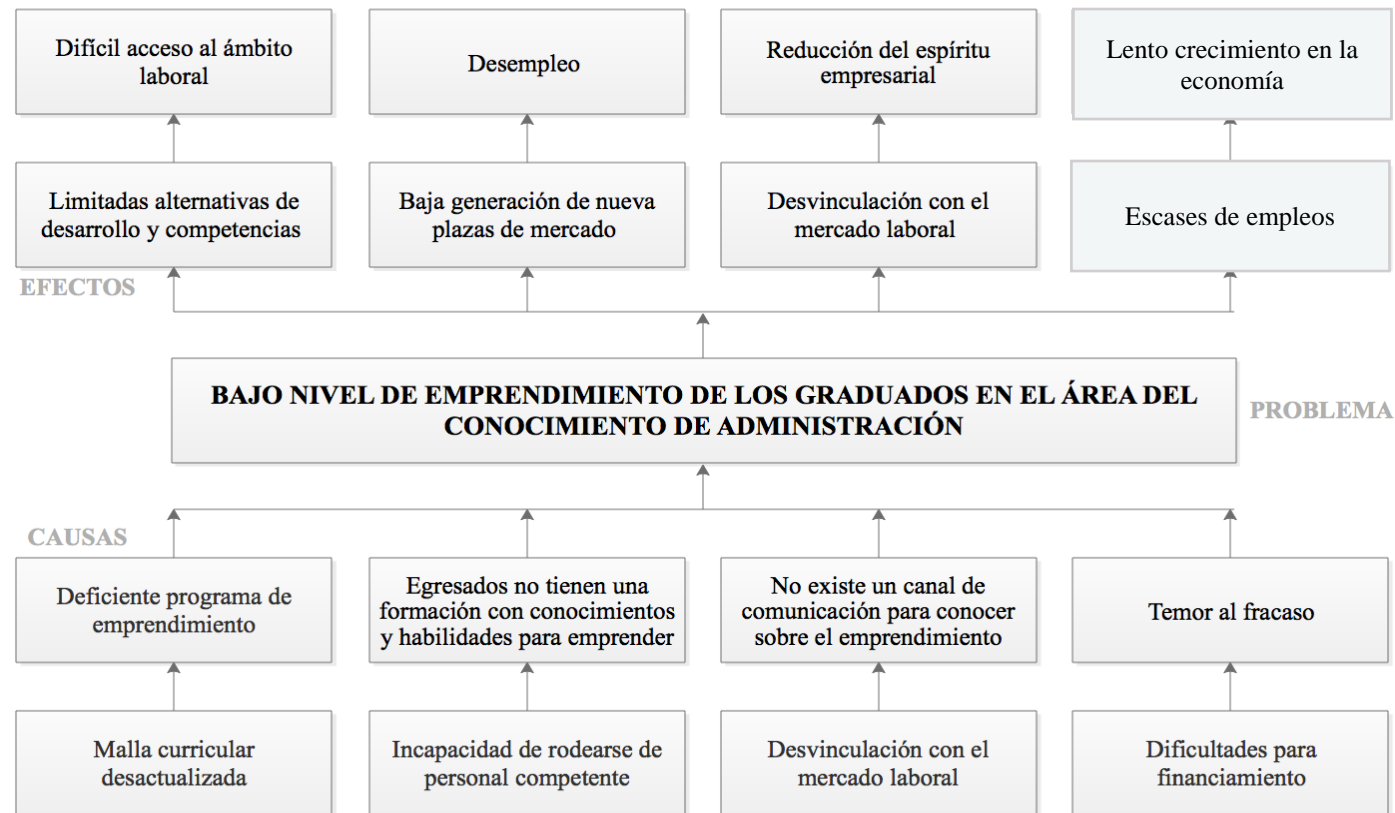 Difícil acceso al ámbito
laboral
Desempleo
Reducción del espíritu
empresarial
Lento crecimiento en la
economía
Limitadas alternativas de
desarrollo y competencias
Baja generación de nueva
plazas de mercado
Desvinculación con el
mercado laboral
Escases de empleos
EFECTOS
BAJO NIVEL DE EMPRENDIMIENTO DE LOS GRADUADOS EN EL ÁREA DEL
CONOCIMIENTO DE ADMINISTRACIÓN
PROBLEMA
CAUSAS
Deficiente programa de
emprendimiento
Egresados no tienen una
formación con conocimientos
y habilidades para emprender
No existe un canal de
comunicación para conocer
sobre el emprendimiento
Temor al fracaso
Malla curricular
desactualizada
Incapacidad de rodearse de
personal competente
Desvinculación con el
mercado laboral
Dificultades para
financiamiento